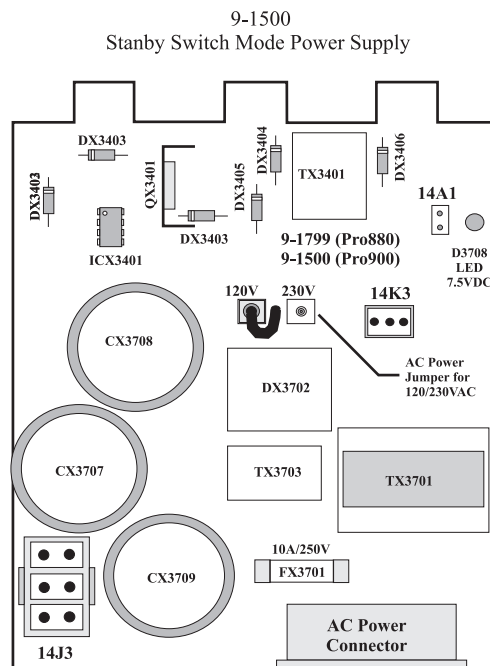 9-1500
Stanby Switch Mode Power Supply
DX3403
DX3402
QX3401
DX3404
DX3405
TX3401
DX3406
14A1
ICX3401
DX3403
9-1799 (Pro880)
9-1500 (Pro900)
D3708
LED
7.5VDC
120V
230V
14K3
CX3708
AC Power
Jumper for
120/230VAC
DX3702
CX3707
TX3703
TX3701
10A/250V
FX3701
CX3709
AC Power
Connector
14J3